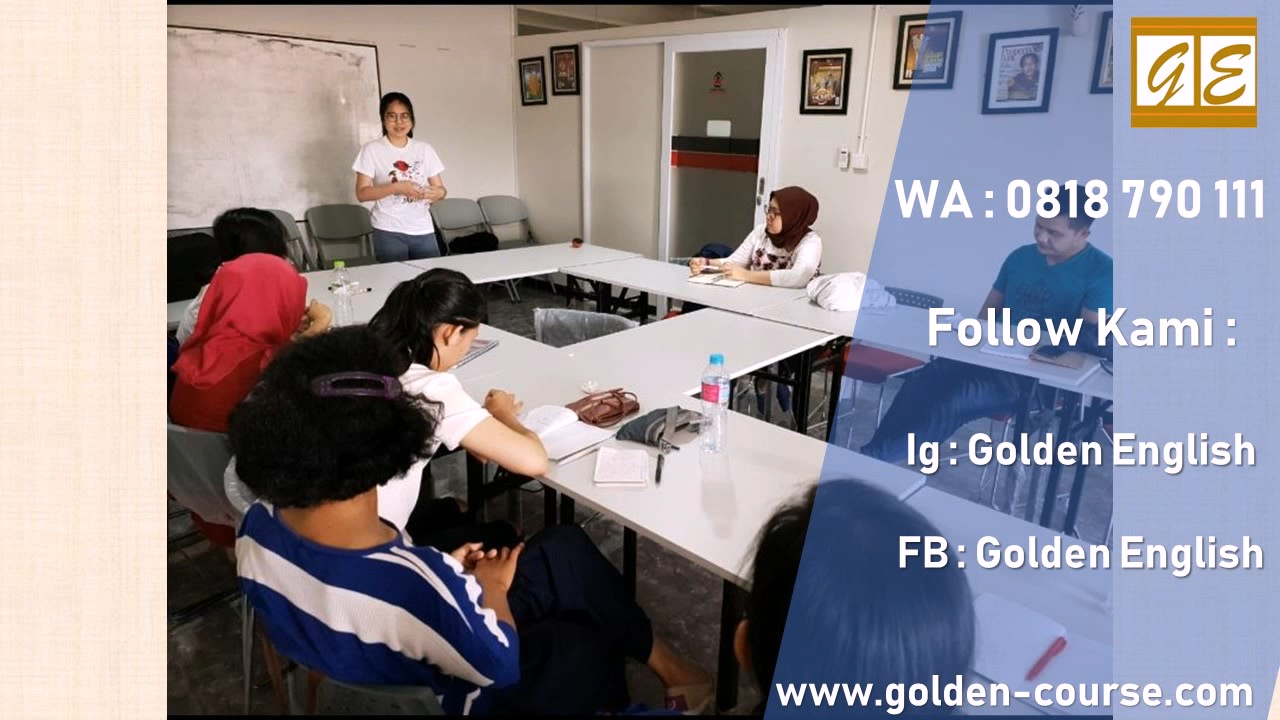 GE
WA : 0818 790 111
Follow Kami :
Ig : Golden English
FB : Golden English
www.golden-course.com